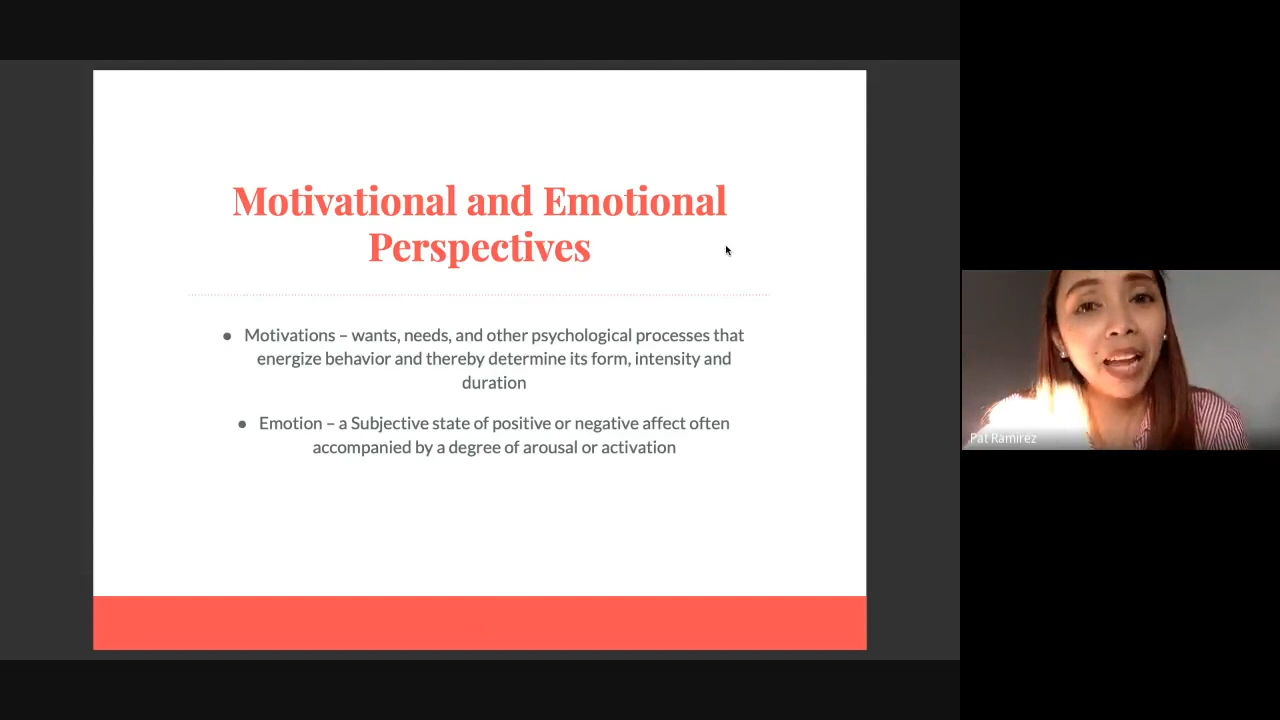 Motivational and Emotional
Perspectives
● Motivations – wants, needs, and other psychological processes that
energize behavior and thereby determine its form, intensity and
duration
● Emotion – a Subjective state of positive or negative affect often
accompanied by a degree of arousal or activation
Pat Ramirez